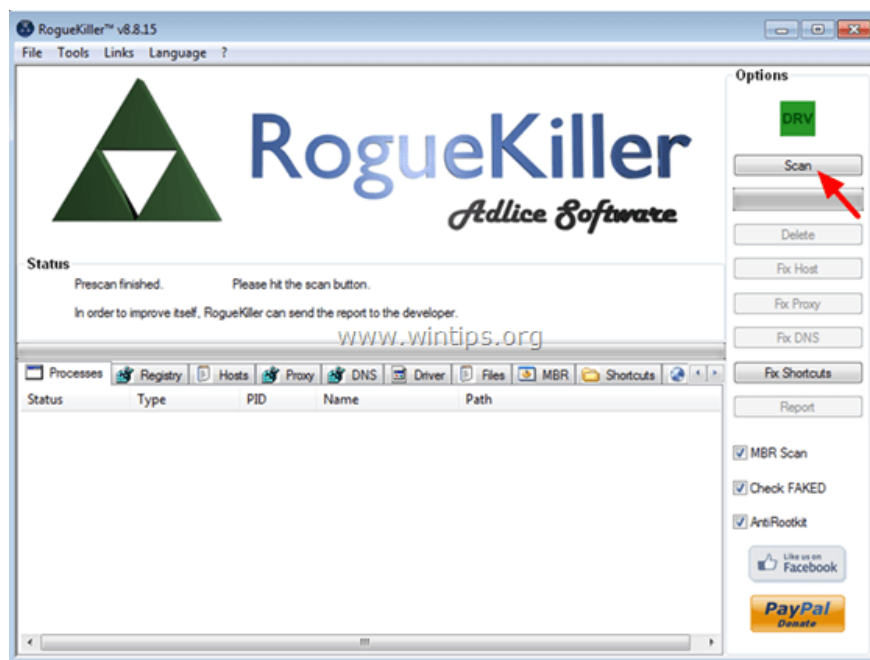 RogueKiller™ v8.8.15
File Tools Links Language ?
Options
DRV
RogueKiller
Adlice Software
Scan
Delete
Status
Prescan finished. Please hit the scan button.
Fix Host
In order to improve itself, RogueKiller can send the report to the developer.
Fix Proxy
www.wintips.org
Fix DNS
Processes Registry Hosts Proxy DNS Driver Files MBR Shortcuts
Fix Shortcuts
Status Type PID Name Path
Report
MBR Scan
Check FAKED
AntiRootkit
Like us on
Facebook
PayPal
Donate